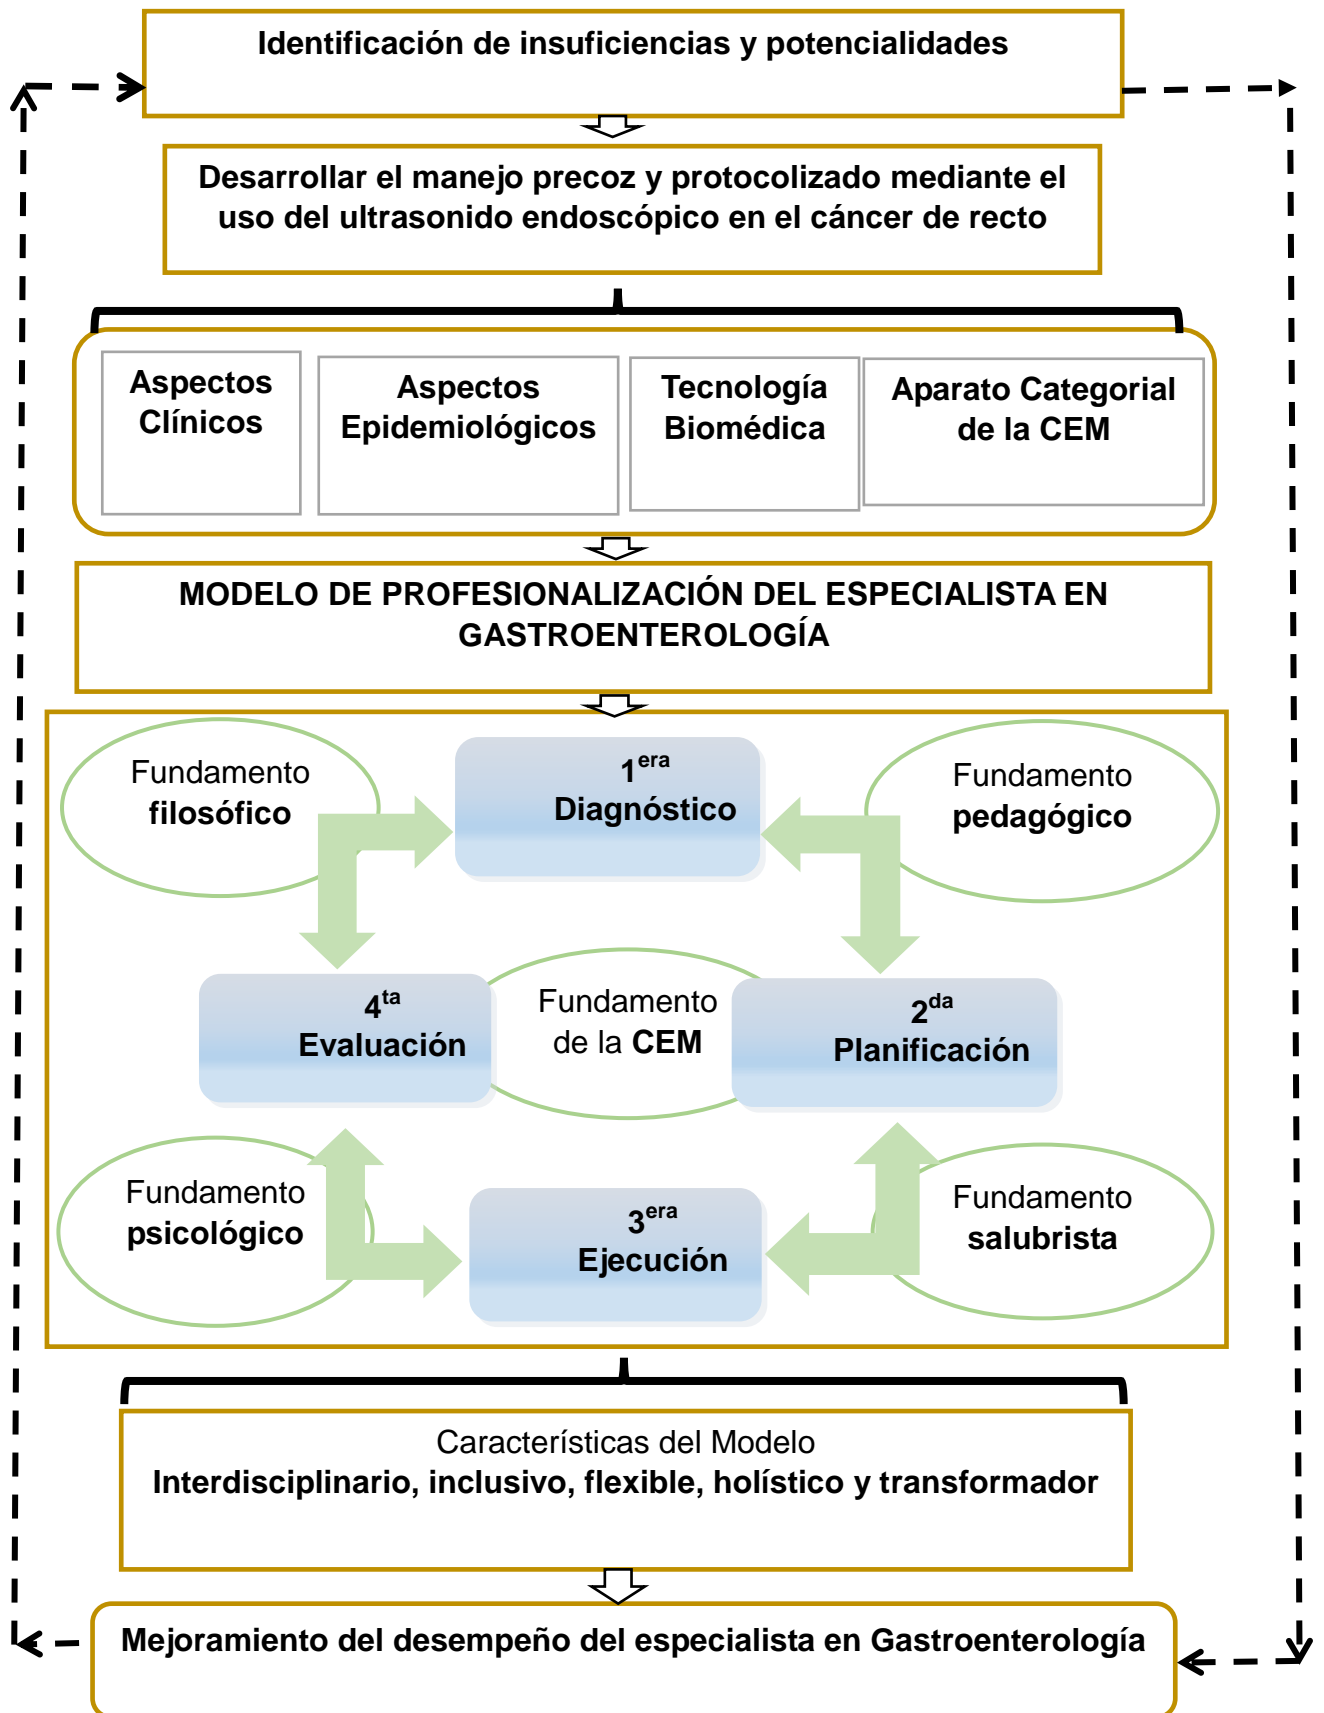 Identificación de insuficiencias y potencialidades
Desarrollar el manejo precoz y protocolizado mediante el
uso del ultrasonido endoscópico en el cáncer de recto
Aspectos
Clínicos
Aspectos
Epidemiológicos
Tecnología
Biomédica
Aparato Categorial
de la CEM
MODELO DE PROFESIONALIZACIÓN DEL ESPECIALISTA EN
GASTROENTEROLOGÍA
Fundamento
filosófico
1era
Diagnóstico
Fundamento
pedagógico
4ta
Evaluación
Fundamento
de la CEM
2da
Planificación
Fundamento
psicológico
3era
Ejecución
Fundamento
salubrista
Características del Modelo
Interdisciplinario, inclusivo, flexible, holístico y transformador
Mejoramiento del desempeño del especialista en Gastroenterología